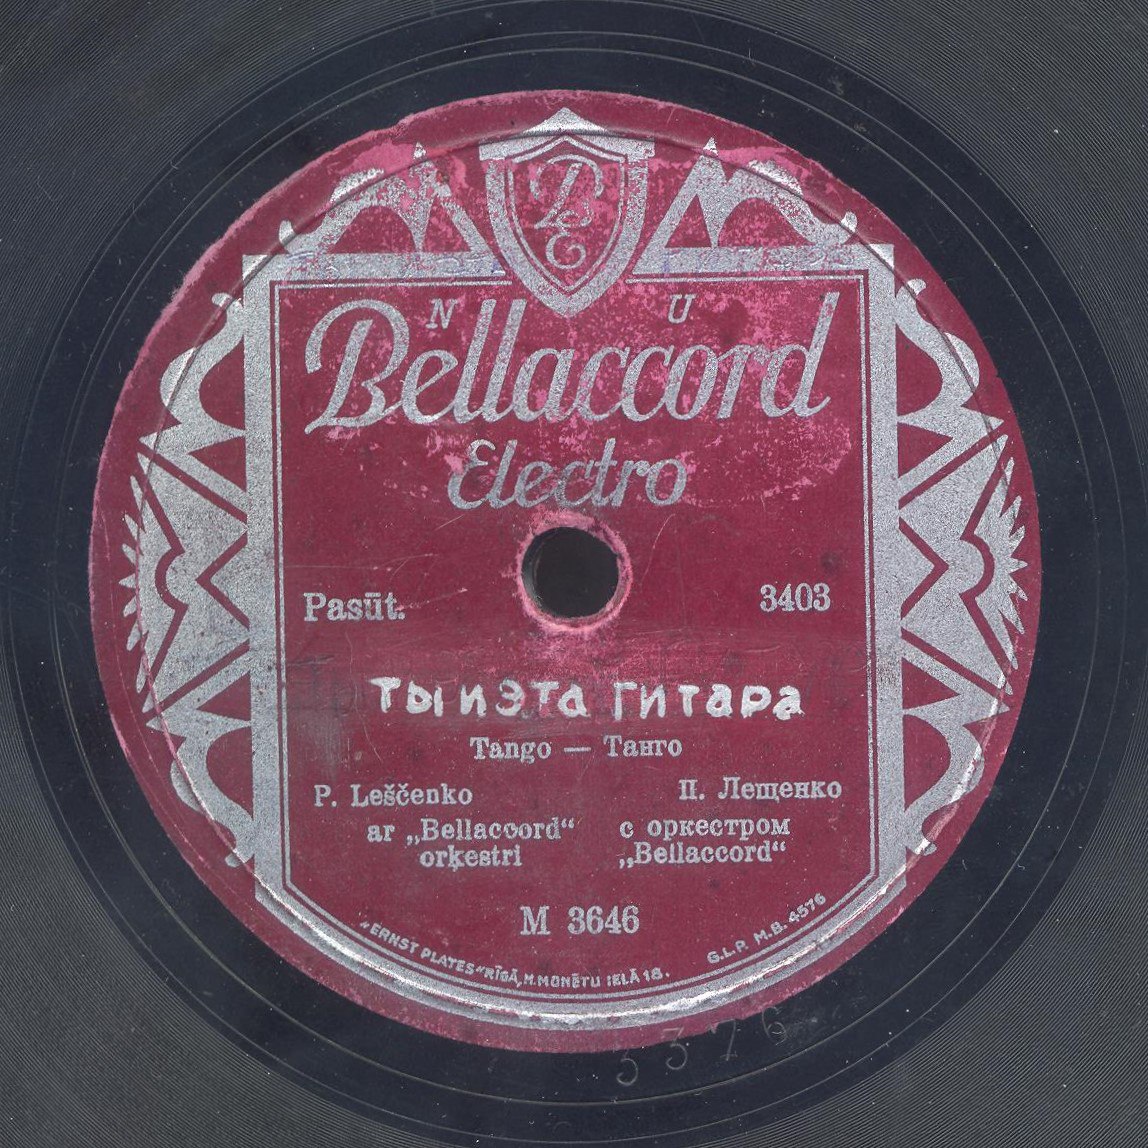 B E
N U
Bellaccord
Electro
Pasūt. 3403
ТЫ И ЭТА ГИТАРА
Tango — Танго
P. Leščenko П. Лещенко
ar „Bellacoord“ с оркестром
orķestri „Bellaccord“
M 3646
„ERNST PLATES“ RĪGĀ, M. MONĒTU IELĀ 18. G.L.P. M.B. 4576
3376